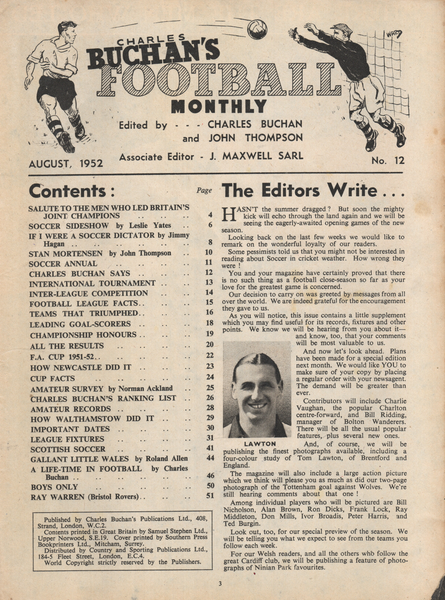 CHARLES
BUCHAN'S
FOOTBALL
MONTHLY
Edited by - - - CHARLES BUCHAN
and JOHN THOMPSON
Associate Editor - J. MAXWELL SARL
AUGUST, 1952
No. 12
Contents : Page
SALUTE TO THE MEN WHO LED BRITAIN'S
JOINT CHAMPIONS .. .. .. 4
SOCCER SIDESHOW by Leslie Yates .. 6
IF I WERE A SOCCER DICTATOR by Jimmy
Hagan .. .. .. .. .. 8
STAN MORTENSEN by John Thompson .. 10
SOCCER ANNUAL .. .. .. .. 11
CHARLES BUCHAN SAYS .. .. .. 12
INTERNATIONAL TOURNAMENT .. .. 13
INTER-LEAGUE COMPETITION .. .. 14
FOOTBALL LEAGUE FACTS .. .. .. 15
TEAMS THAT TRIUMPHED .. .. .. 16
LEADING GOAL-SCORERS .. .. .. 18
CHAMPIONSHIP HONOURS .. .. .. 19
ALL THE RESULTS .. .. .. .. 20
F.A. CUP 1951-52 .. .. .. .. 22
HOW NEWCASTLE DID IT .. .. .. 23
CUP FACTS .. .. .. .. .. 24
AMATEUR SURVEY by Norman Ackland .. 25
CHARLES BUCHAN'S RANKING LIST .. 26
AMATEUR RECORDS .. .. .. .. 28
HOW WALTHAMSTOW DID IT .. .. 29
IMPORTANT DATES .. .. .. .. 30
LEAGUE FIXTURES .. .. .. .. 31
SCOTTISH SOCCER .. .. .. .. 41
GALLANT LITTLE WALES by Roland Allen 44
A LIFE-TIME IN FOOTBALL by Charles
Buchan .. .. .. .. .. 46
BOYS ONLY .. .. .. .. .. 50
RAY WARREN (Bristol Rovers) .. .. .. 51
Published by Charles Buchan's Publications Ltd., 408,
Strand, London, W.C.2.
Contents printed in Great Britain by Samuel Stephen Ltd.,
Upper Norwood, S.E.19. Cover printed by Southern Press
Bookprinters Ltd., Mitcham, Surrey.
Distributed by Country and Sporting Publications Ltd.,
184-5 Fleet Street, London, E.C.4.
World Copyright strictly reserved by the Publishers.
The Editors Write . . .
HASN'T the summer dragged ? But soon the mighty
kick will echo through the land again and we will be
seeing the eagerly-awaited opening games of the new
season.
Looking back on the last few weeks we would like to
remark on the wonderful loyalty of our readers.
Some pessimists told us that you might not be interested in
reading about Soccer in cricket weather. How wrong they
were !
You and your magazine have certainly proved that there
is no such thing as a football close-season so far as your
love for the greatest game is concerned.
Our decision to carry on was greeted by messages from all
over the world. We are indeed grateful for the encouragement
they gave to us.
As you will notice, this issue contains a little supplement
which you may find useful for its records, fixtures and other
points. We know we will be hearing from you about it—
and know, too, that your comments
will be most valuable to us.
And now let's look ahead. Plans
have been made for a special edition
next month. We would like YOU to
make sure of your copy by placing
a regular order with your newsagent.
The demand will be greater than
ever.
Contributors will include Charlie
Vaughan, the popular Charlton
centre-forward, and Bill Ridding,
manager of Bolton Wanderers.
There will be all the usual popular
features, plus several new ones.
And, of course, we will be
LAWTON
publishing the finest photographs available, including a
four-colour study of Tom Lawton, of Brentford and
England.
The magazine will also include a large action picture
which we think will please you as much as did our two-page
photograph of the Tottenham goal against Wolves. We're
still hearing comments about that one !
Among individual players who will be pictured are Bill
Nicholson, Alan Brown, Ron Dicks, Frank Lock, Ray
Middleton, Don Mills, Ivor Broadis, Peter Harris, and
Ted Burgin.
Look out, too, for our special preview of the season. We
will be telling you what we expect to see from the teams you
follow each week.
For our Welsh readers, and all the others who follow the
great Cardiff club, we will be publishing a feature of photo-
graphs of Ninian Park favourites.
3